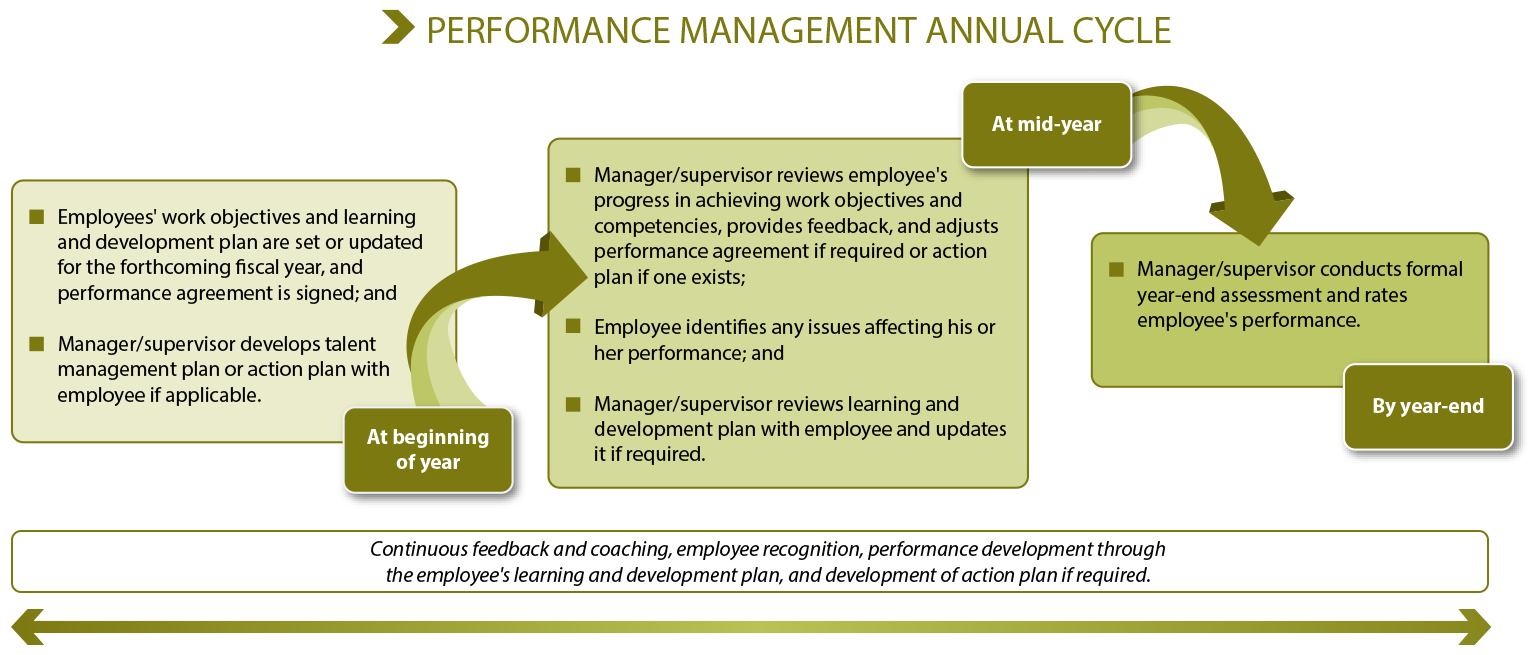 PERFORMANCE MANAGEMENT ANNUAL CYCLE
Employees' work objectives and learning
and development plan are set or updated
for the forthcoming fiscal year, and
performance agreement is signed; and
Manager/supervisor develops talent
management plan or action plan with
employee if applicable.
At beginning
of year
Manager/supervisor reviews employee's
progress in achieving work objectives and
competencies, provides feedback, and adjusts
performance agreement if required or action
plan if one exists;
Employee identifies any issues affecting his or
her performance; and
Manager/supervisor reviews learning and
development plan with employee and updates
it if required.
At mid-year
Manager/supervisor conducts formal
year-end assessment and rates
employee's performance.
By year-end
Continuous feedback and coaching, employee recognition, performance development through
the employee's learning and development plan, and development of action plan if required.